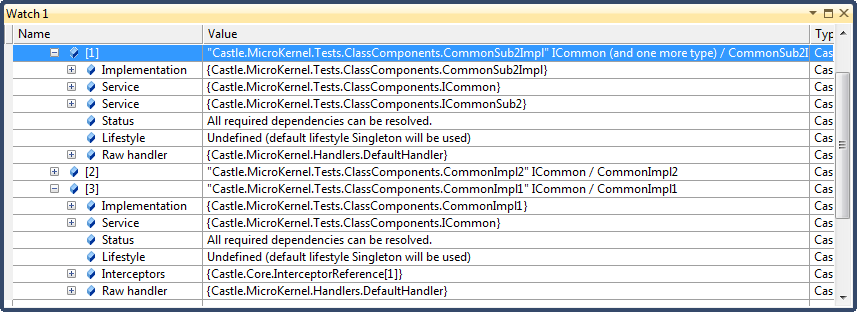 Watch 1
Name Value Typ
[1] "Castle.MicroKernel.Tests.ClassComponents.CommonSub2Impl" ICommon (and one more type) / CommonSub2I Cas
Implementation {Castle.MicroKernel.Tests.ClassComponents.CommonSub2Impl} Cas
Service {Castle.MicroKernel.Tests.ClassComponents.ICommon} Cas
Service {Castle.MicroKernel.Tests.ClassComponents.ICommonSub2} Cas
Status All required dependencies can be resolved. Cas
Lifestyle Undefined (default lifestyle Singleton will be used) Cas
Raw handler {Castle.MicroKernel.Handlers.DefaultHandler} Cas
[2] "Castle.MicroKernel.Tests.ClassComponents.CommonImpl2" ICommon / CommonImpl2 Cas
[3] "Castle.MicroKernel.Tests.ClassComponents.CommonImpl1" ICommon / CommonImpl1 Cas
Implementation {Castle.MicroKernel.Tests.ClassComponents.CommonImpl1} Cas
Service {Castle.MicroKernel.Tests.ClassComponents.ICommon} Cas
Status All required dependencies can be resolved. Cas
Lifestyle Undefined (default lifestyle Singleton will be used) Cas
Interceptors {Castle.Core.InterceptorReference[1]} Cas
Raw handler {Castle.MicroKernel.Handlers.DefaultHandler} Cas